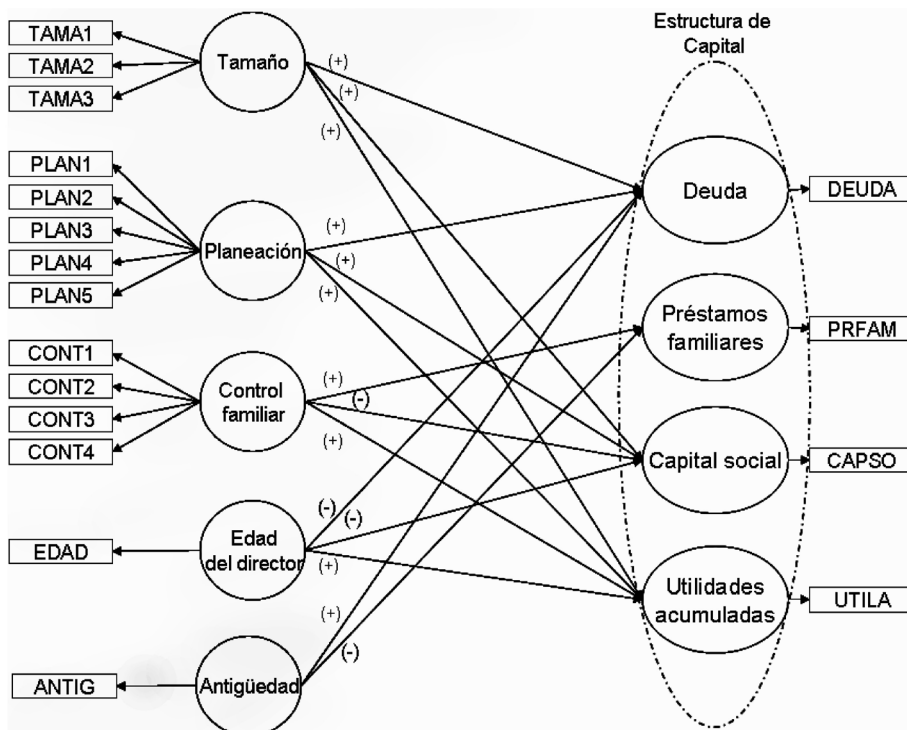 Estructura de
Capital
TAMA1
TAMA2
TAMA3
Tamaño
(+)
(+)
(+)
PLAN1
PLAN2
PLAN3
PLAN4
PLAN5
Planeación
(+)
(+)
(+)
CONT1
CONT2
CONT3
CONT4
Control
familiar
(+)
(-)
(+)
EDAD
Edad
del director
(-)
(-)
(+)
ANTIG
Antigüedad
(+)
(-)
Deuda
DEUDA
Préstamos
familiares
PRFAM
Capital social
CAPSO
Utilidades
acumuladas
UTILA